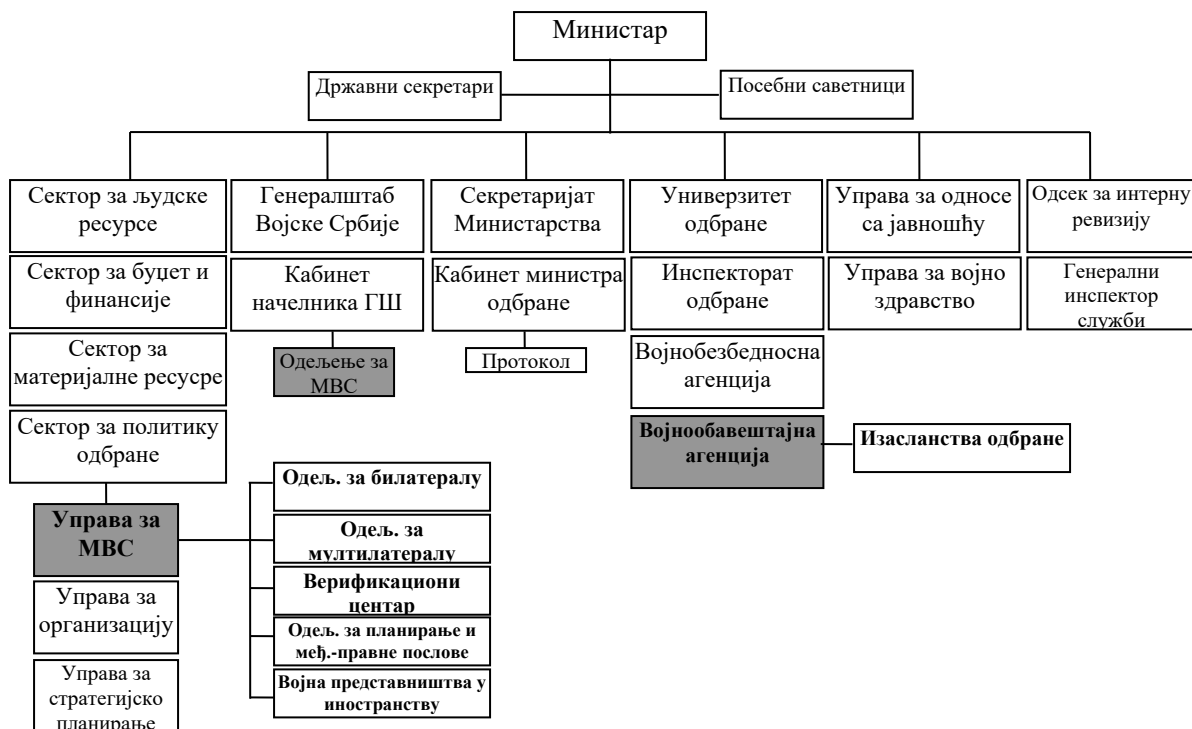 Министар
Државни секретари
Посебни саветници
Сектор за људске
ресурсе
Генералштаб
Војске Србије
Секретаријат
Министарства
Универзитет
одбране
Управа за односе
са јавношћу
Одсек за интерну
ревизију
Сектор за буџет и
финансије
Кабинет
начелника ГШ
Кабинет министра
одбране
Инспекторат
одбране
Управа за војно
здравство
Генерални
инспектор
служби
Сектор за
материјалне ресусре
Одељење за
МВС
Протокол
Војнобезбедносна
агенција
Сектор за политику
одбране
Војнообавештајна
агенција
Изасланства одбране
Управа за
МВС
Одељ. за билатералу
Одељ. за
мултилатералу
Верификациони
центар
Одељ. за планирање и
међ.-правне послове
Војна представништва у
иностранству
Управа за
организацију
Управа за
стратегијско
планирање